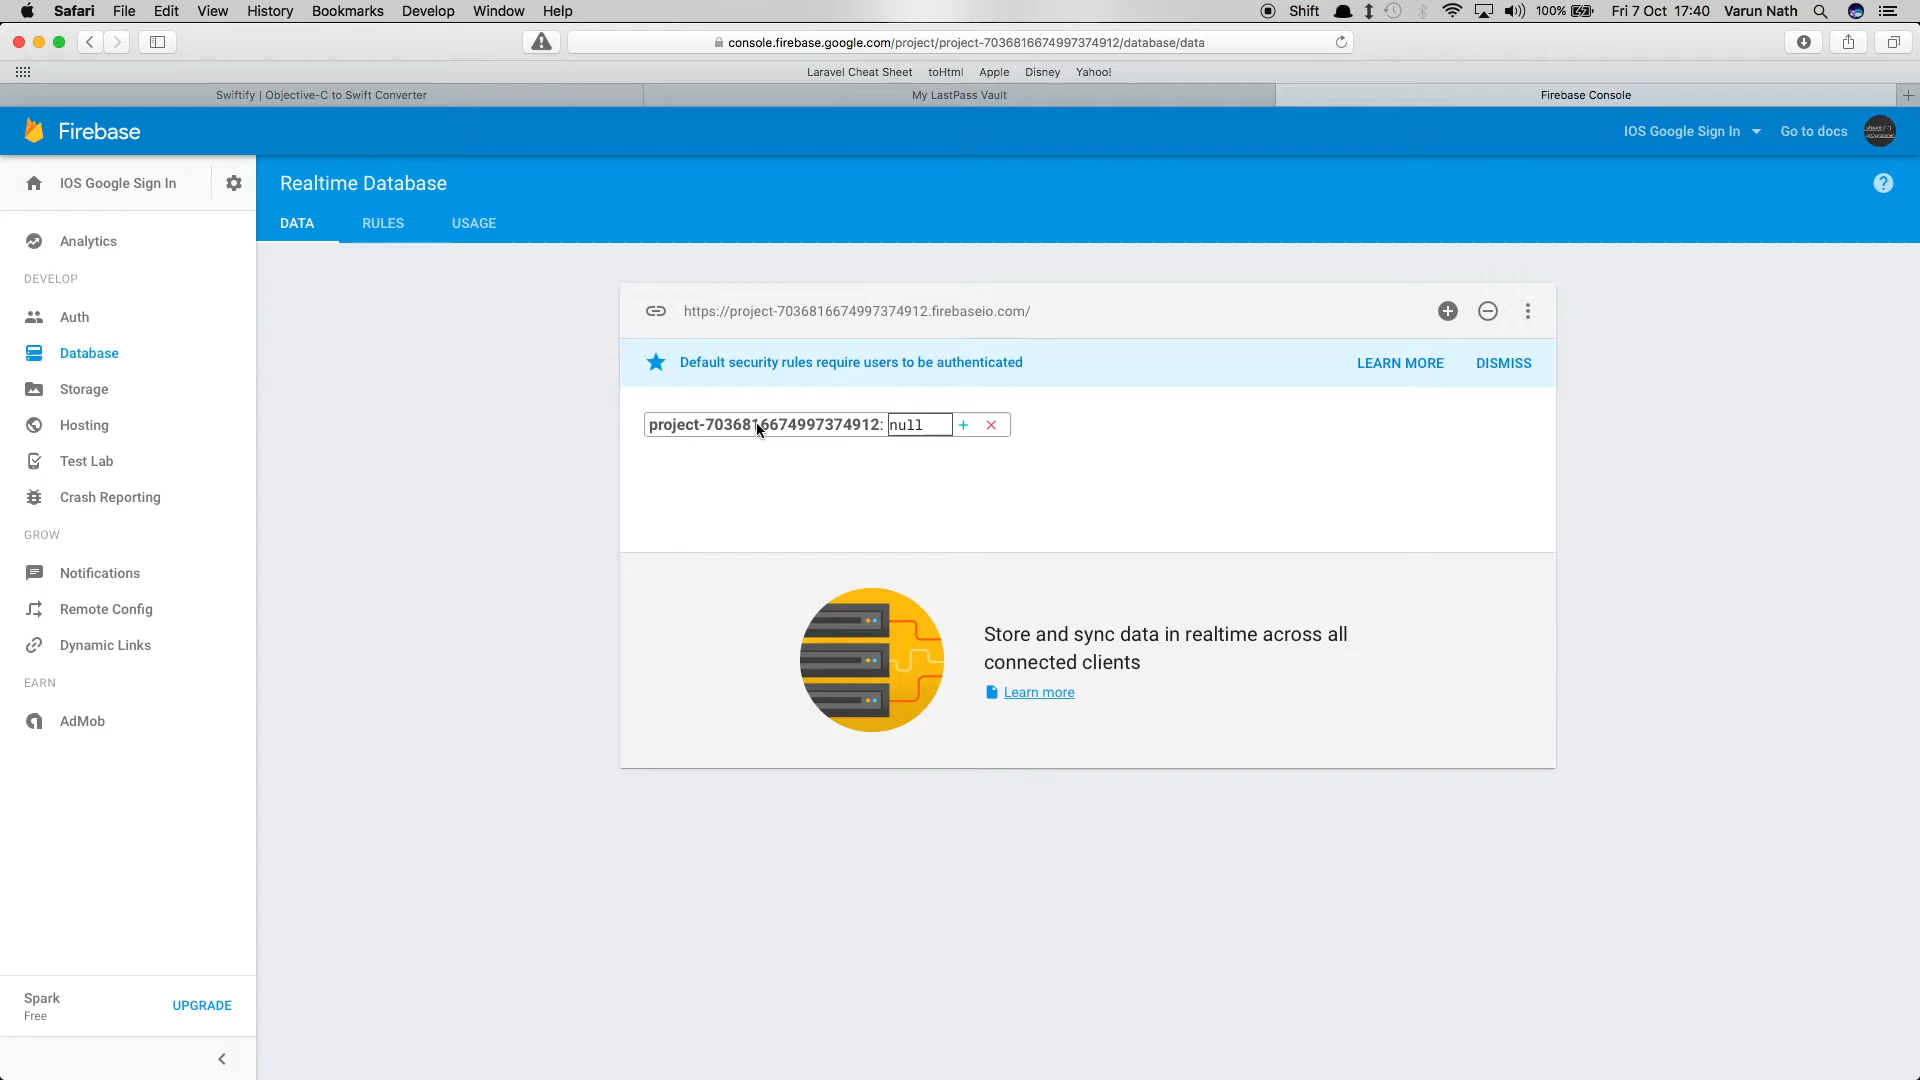 Safari File Edit View History Bookmarks Develop Window Help Shift 100% Fri 7 Oct 17:40 Varun Nath
console.firebase.google.com/project/project-7036816674997374912/database/data
Laravel Cheat Sheet toHtml Apple Disney Yahoo!
Swiftify | Objective-C to Swift Converter My LastPass Vault Firebase Console
Firebase IOS Google Sign In Go to docs
IOS Google Sign In
Realtime Database
DATA RULES USAGE
Analytics
DEVELOP
Auth
Database
Storage
Hosting
Test Lab
Crash Reporting
GROW
Notifications
Remote Config
Dynamic Links
EARN
AdMob
Spark
Free
UPGRADE
https://project-7036816674997374912.firebaseio.com/
Default security rules require users to be authenticated LEARN MORE DISMISS
project-7036816674997374912: null
Store and sync data in realtime across all
connected clients
Learn more